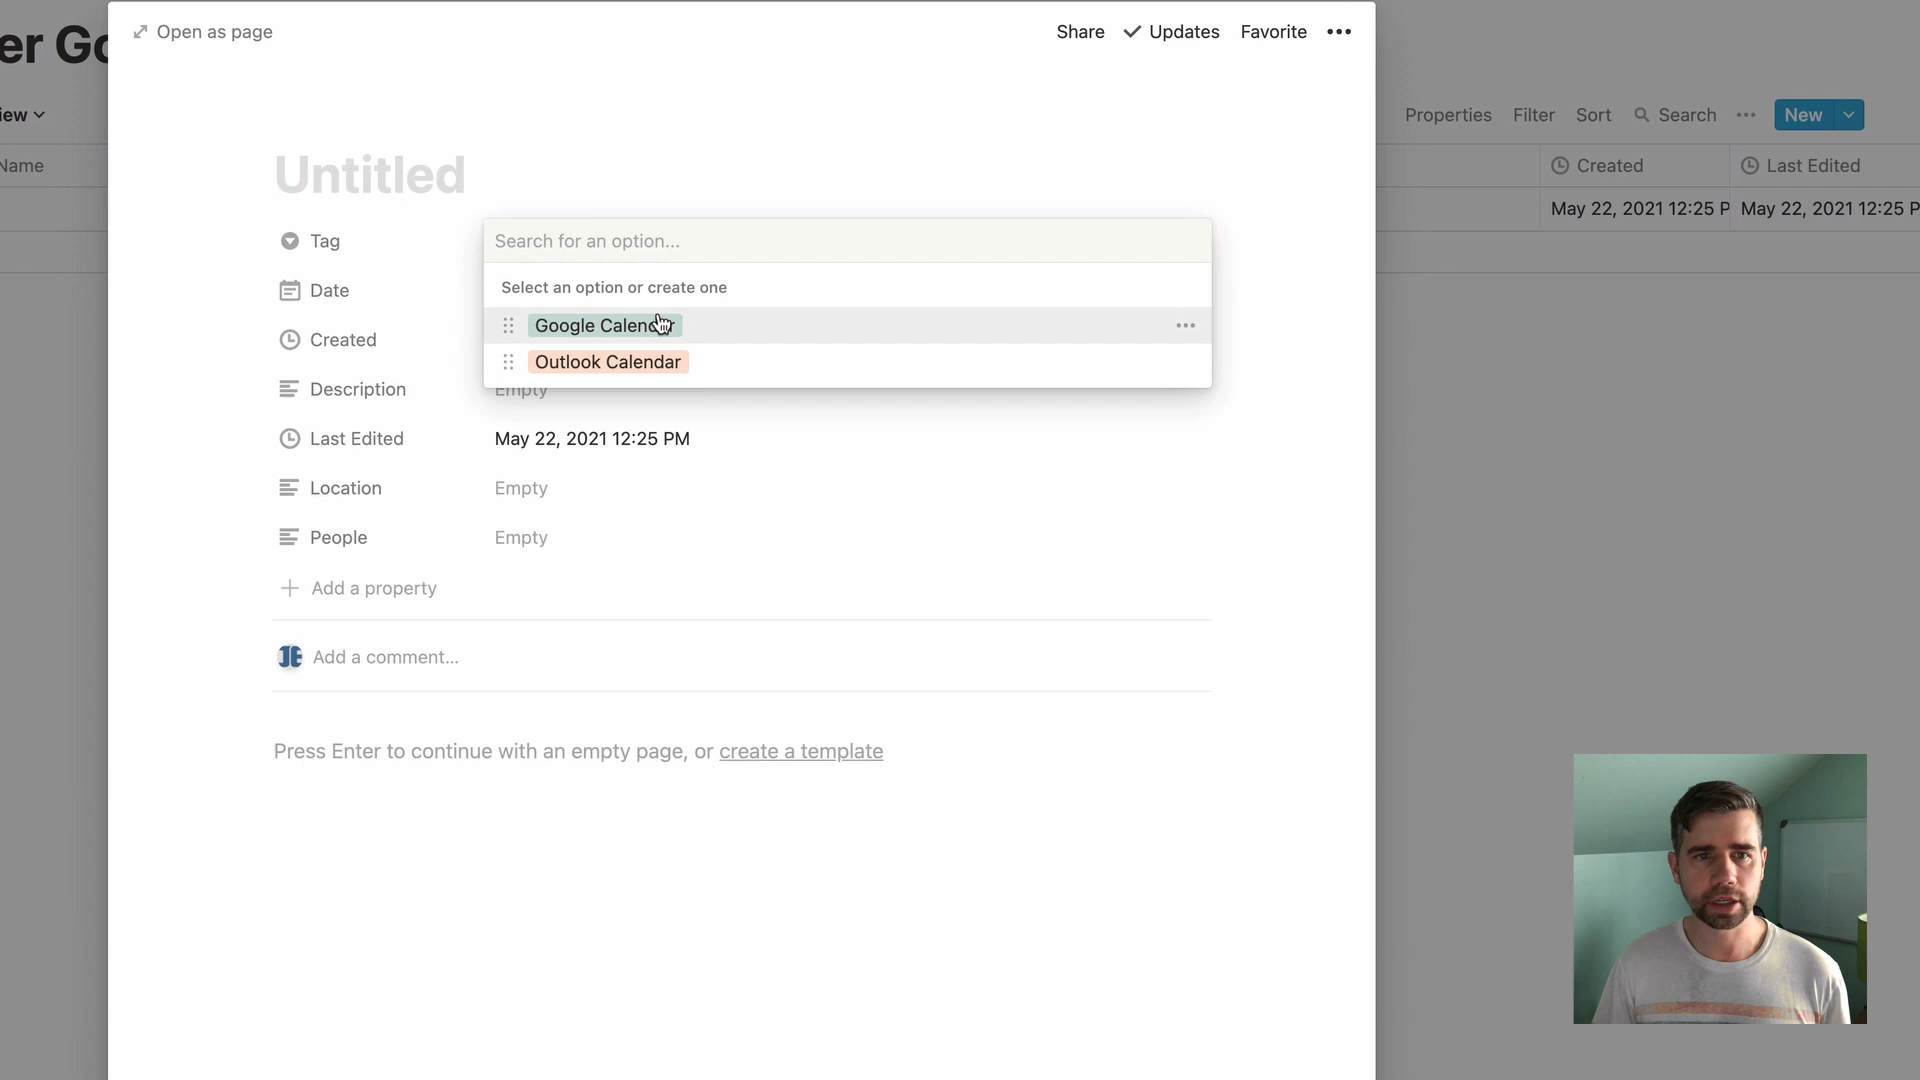 Open as page
Share
Updates
Favorite
er Go
iew
Properties
Filter
Sort
Search
New
Untitled
Name
Created
Last Edited
May 22, 2021 12:25 P
May 22, 2021 12:25 P
Tag
Search for an option...
Select an option or create one
Date
Google Calendar
Created
Outlook Calendar
Description
Empty
Last Edited
May 22, 2021 12:25 PM
Location
Empty
People
Empty
Add a property
Add a comment...
Press Enter to continue with an empty page, or create a template